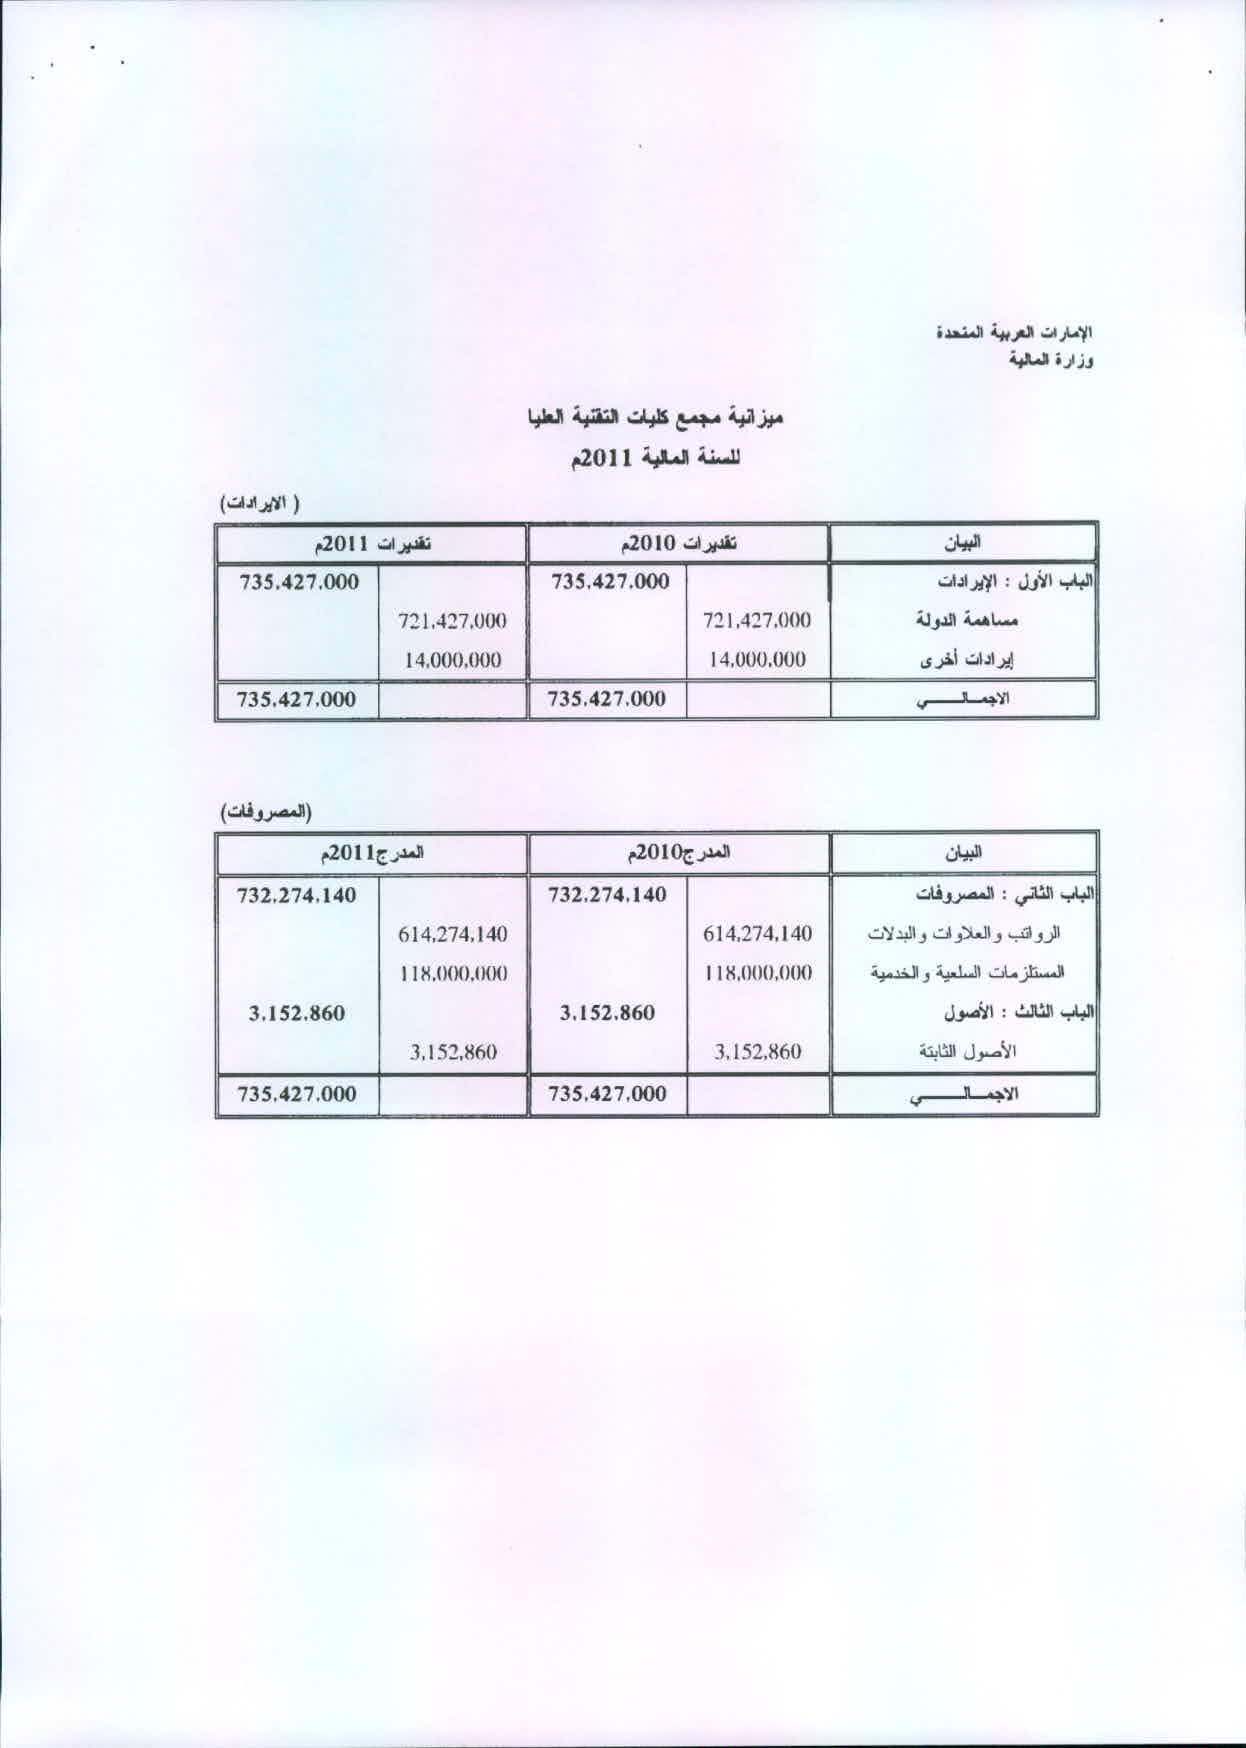 الإمارات العربية المتحدة
وزارة المالية
ميزانية مجمع كليات التقنية العليا
للسنة المالية 2011م
( الايرادات)
البيان تقديرات 2010م تقديرات 2011م
الباب الأول : الإيرادات 735,427,000 735,427,000
مساهمة الدولة 721,427,000 721,427,000
إيرادات أخرى 14,000,000 14,000,000
الاجمـالـــــي 735,427,000 735,427,000
(المصروفات)
البيان المدرج2010م المدرج2011م
الباب الثاني : المصروفات 732,274,140 732,274,140
الرواتب والعلاوات والبدلات 614,274,140 614,274,140
المستلزمات السلعية والخدمية 118,000,000 118,000,000
الباب الثالث : الأصول 3,152,860 3,152,860
الأصول الثابتة 3,152,860 3,152,860
الاجمـالـــــي 735,427,000 735,427,000